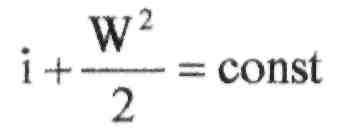 i + W²/2 = const